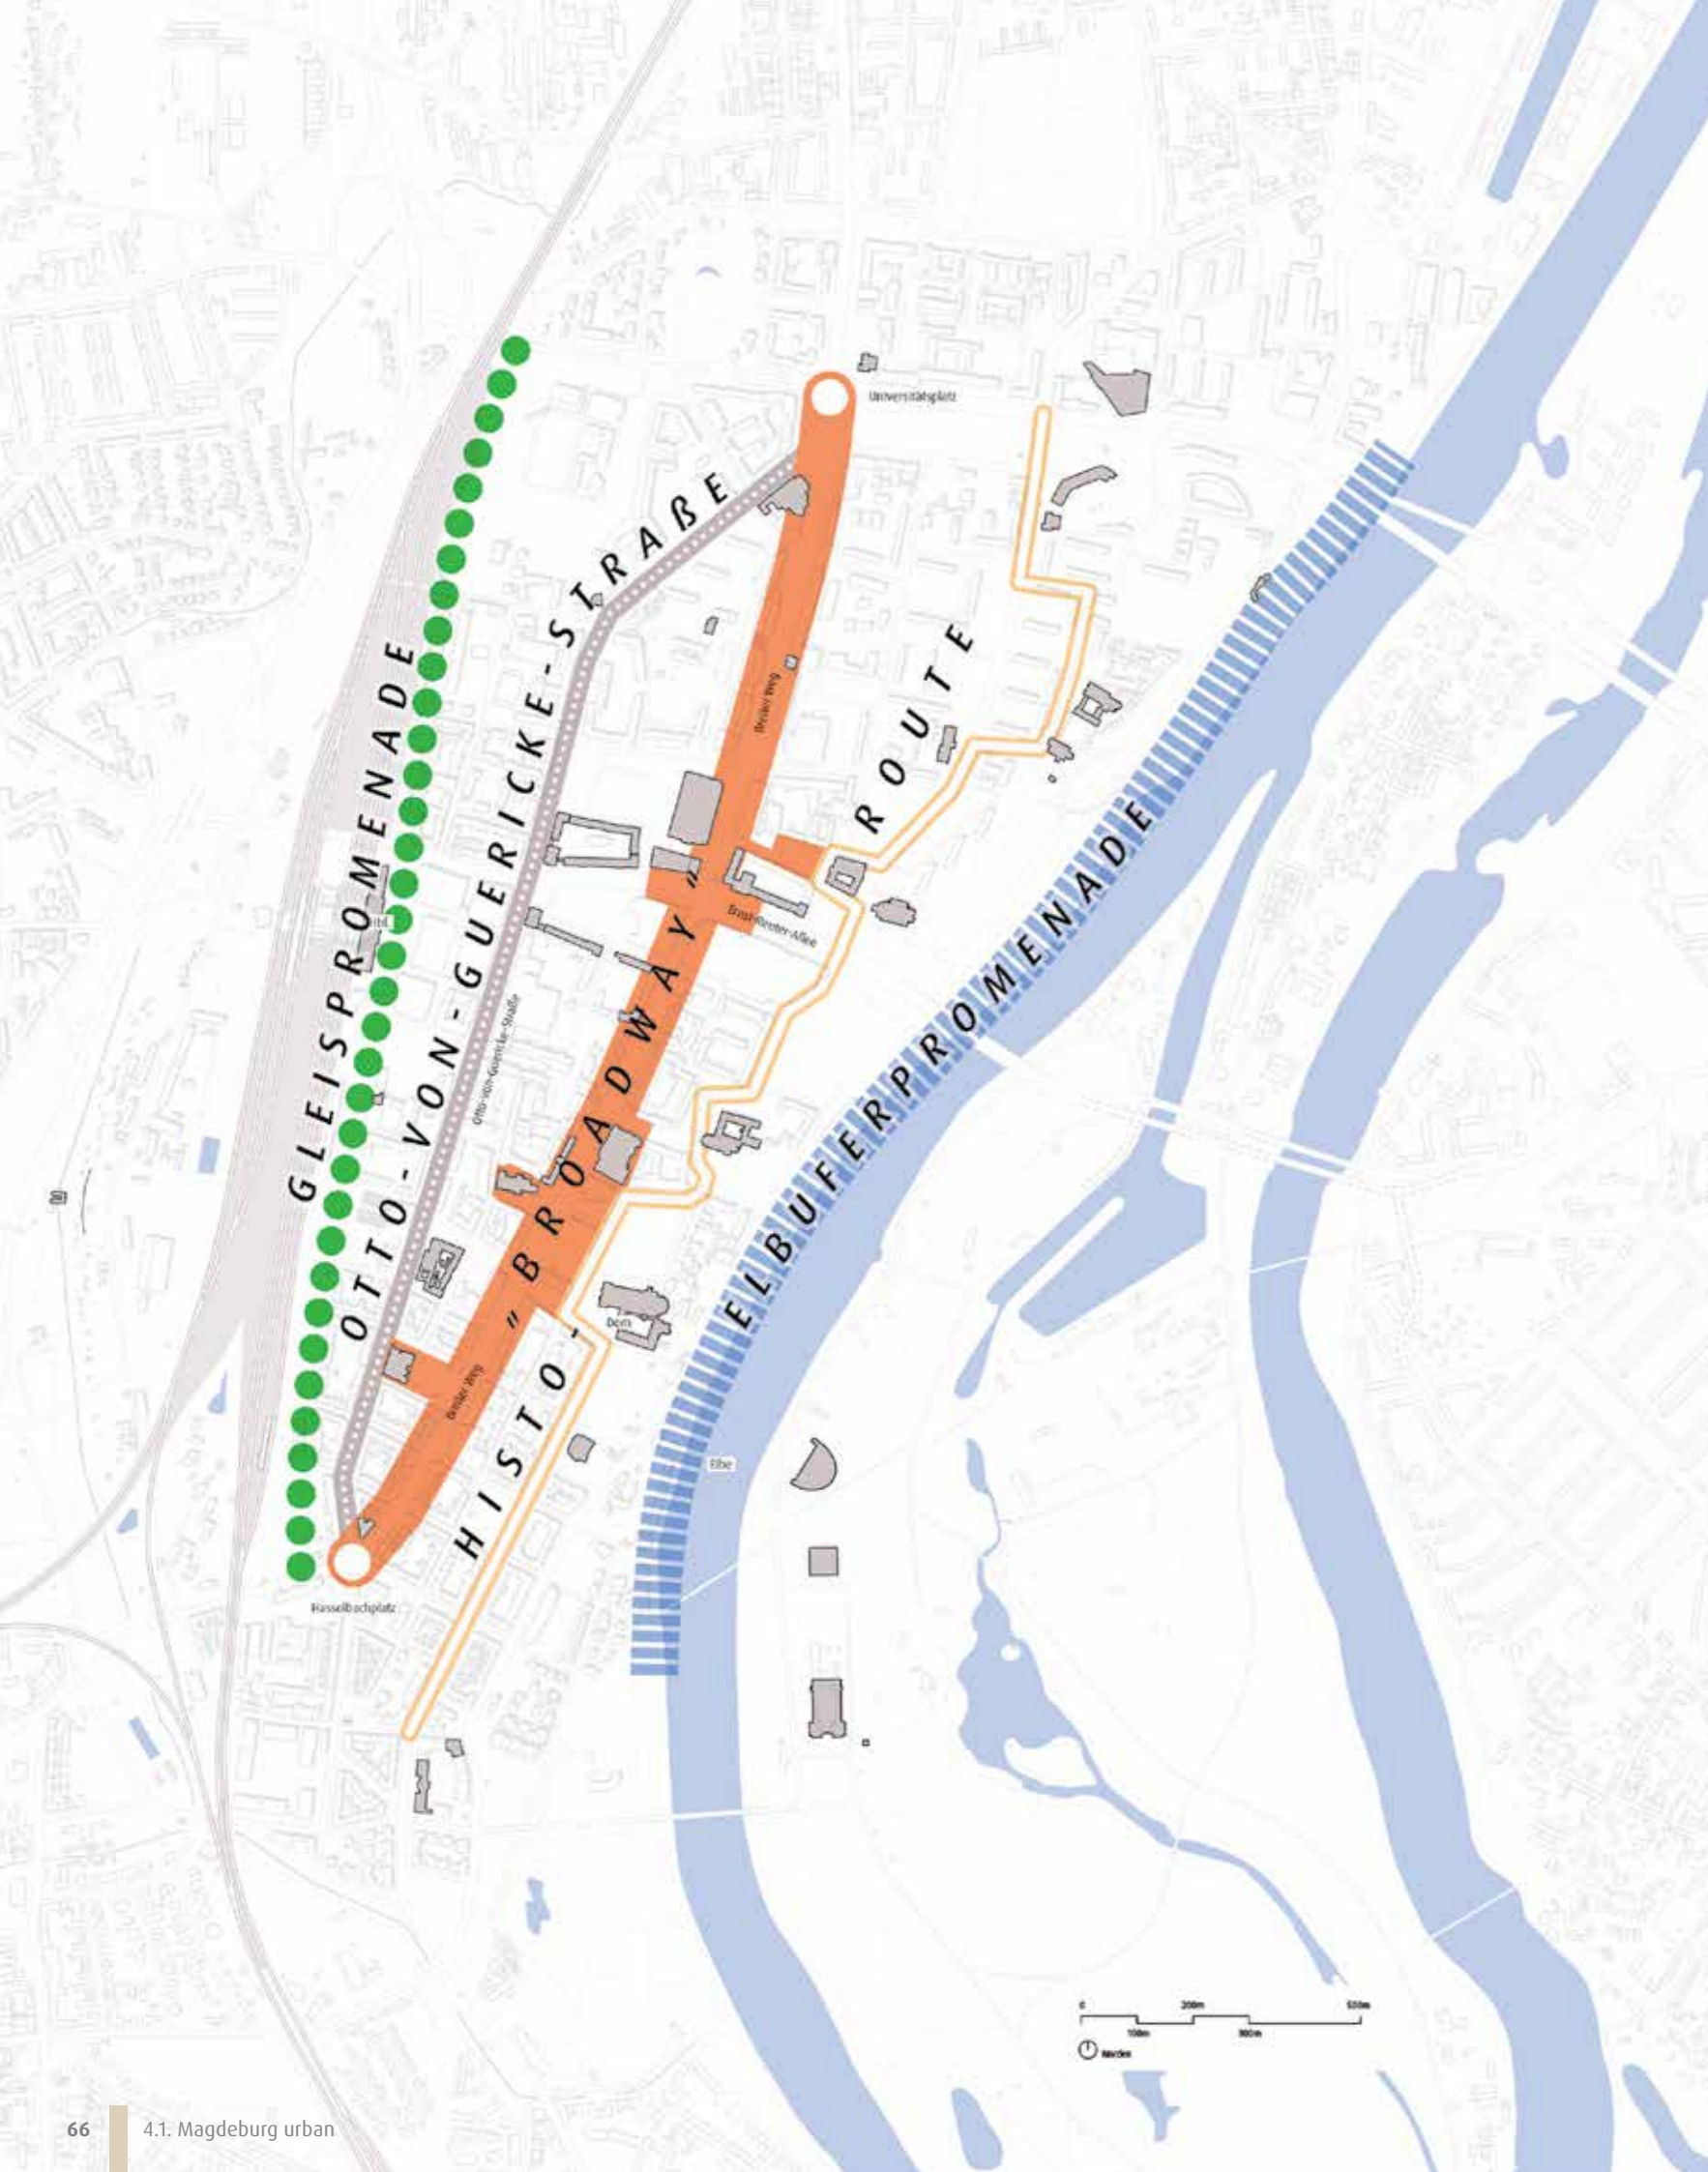 Universitätsplatz
GLEISPROMENADE
OTTO-VON-GUERICKE-STRAßE
Breiter Weg
Ernst-Reuter-Allee
Otto-von-Guericke-Straße
"BROADWAY"
HISTO-ROUTE
ELBUFERPROMENADE
Dom
Breiter Weg
Elbe
Hasselbachplatz
0 200m 500m
100m 300m
Norden
66 4.1. Magdeburg urban